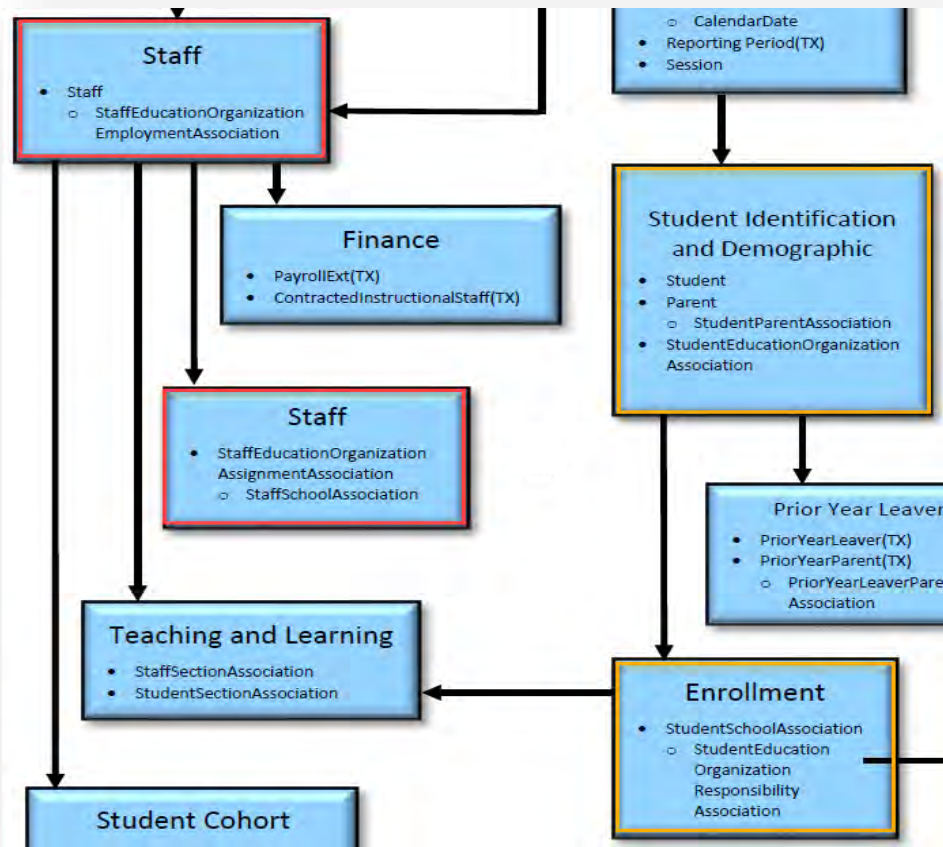 Staff
• Staff
o StaffEducationOrganization
EmploymentAssociation
o CalendarDate
• Reporting Period(TX)
• Session
Finance
• PayrollExt(TX)
• ContractedInstructionalStaff(TX)
Student Identification
and Demographic
• Student
• Parent
o StudentParentAssociation
• StudentEducationOrganization
Association
Staff
• StaffEducationOrganization
AssignmentAssociation
o StaffSchoolAssociation
Prior Year Leaver
• PriorYearLeaver(TX)
• PriorYearParent(TX)
o PriorYearLeaverPare
Association
Teaching and Learning
• StaffSectionAssociation
• StudentSectionAssociation
Enrollment
• StudentSchoolAssociation
o StudentEducation
Organization
Responsibility
Association
Student Cohort